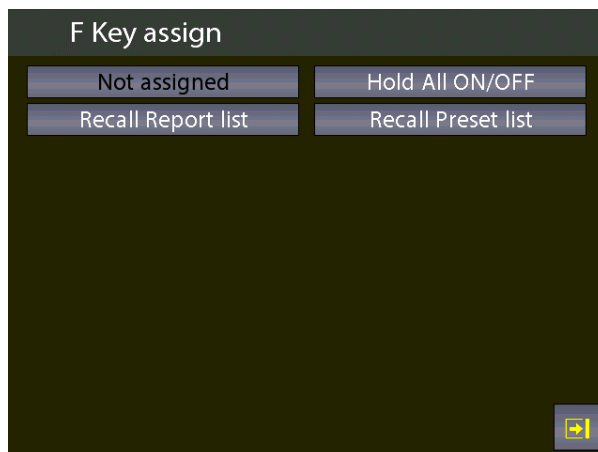 F Key assign
Not assigned
Hold All ON/OFF
Recall Report list
Recall Preset list